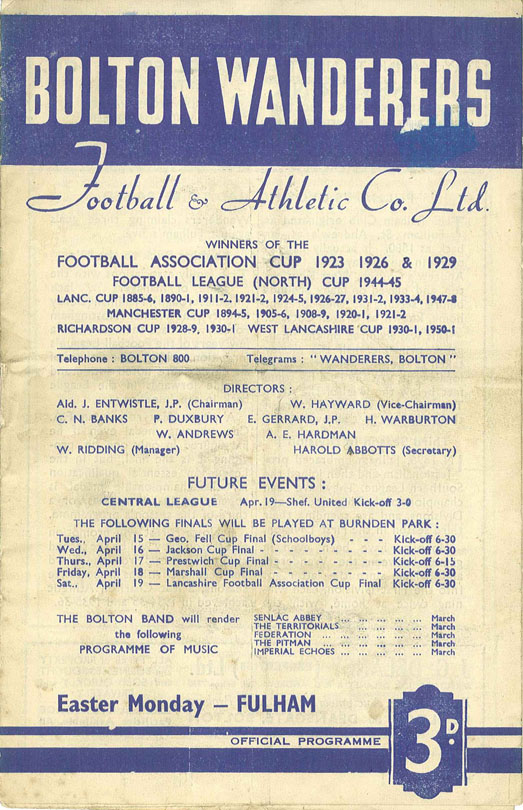 BOLTON WANDERERS
Football & Athletic Co. Ltd.
WINNERS OF THE
FOOTBALL ASSOCIATION CUP 1923 1926 & 1929
FOOTBALL LEAGUE (NORTH) CUP 1944-45
LANC. CUP 1885-6, 1890-1, 1911-2, 1921-2, 1924-5, 1926-27, 1931-2, 1933-4, 1947-8
MANCHESTER CUP 1894-5, 1905-6, 1908-9, 1920-1, 1921-2
RICHARDSON CUP 1928-9, 1930-1 WEST LANCASHIRE CUP 1930-1, 1950-1
Telephone : BOLTON 800 Telegrams : "WANDERERS, BOLTON"
DIRECTORS :
Ald. J. ENTWISTLE, J.P. (Chairman) W. HAYWARD (Vice-Chairman)
C. N. BANKS P. DUXBURY E. GERRARD, J.P. H. WARBURTON
W. ANDREWS A. E. HARDMAN
W. RIDDING (Manager) HAROLD ABBOTTS (Secretary)
FUTURE EVENTS :
CENTRAL LEAGUE Apr. 19—Shef. United Kick-off 3-0
THE FOLLOWING FINALS WILL BE PLAYED AT BURNDEN PARK :
Tues., April 15 — Geo. Fell Cup Final (Schoolboys) - - - Kick-off 6-30
Wed., April 16 — Jackson Cup Final - - - - - - - - Kick-off 6-30
Thurs., April 17 — Prestwich Cup Final - - - - - - - Kick-off 6-15
Friday, April 18 — Marshall Cup Final - - - - - - - Kick-off 6-30
Sat., April 19 — Lancashire Football Association Cup Final Kick-off 6-30
THE BOLTON BAND will render
the following
PROGRAMME OF MUSIC
SENLAC ABBEY ... ... ... ... ... March
THE TERRITORIALS ... ... ... ... March
FEDERATION ... ... ... ... ... March
THE PITMAN ... ... ... ... ... March
IMPERIAL ECHOES ... ... ... ... March
Easter Monday — FULHAM
OFFICIAL PROGRAMME
3D.